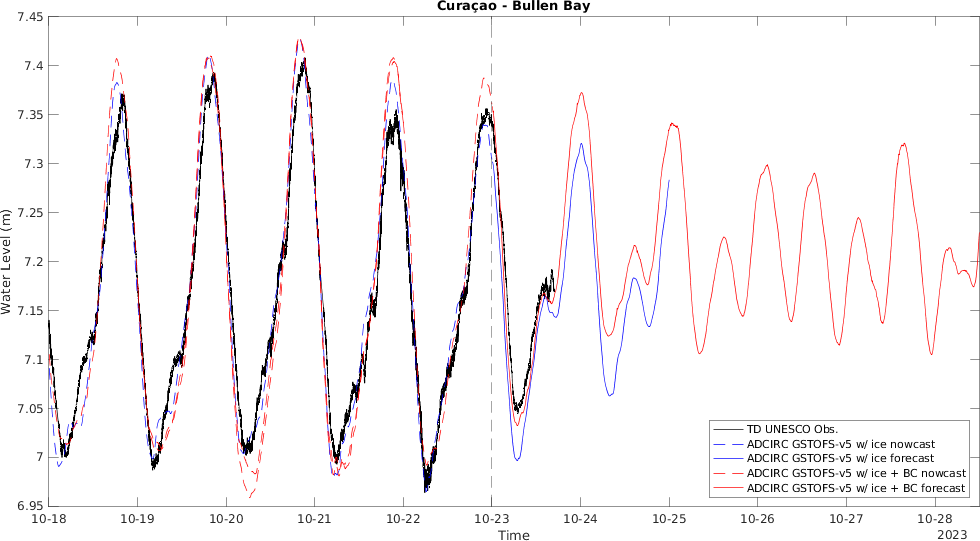 Curaçao - Bullen Bay
7.45
7.4
7.35
7.3
7.25
7.2
7.15
7.1
7.05
7
6.95
Water Level (m)
10-18 10-19 10-20 10-21 10-22 10-23 10-24 10-25 10-26 10-27 10-28
2023
Time
TD UNESCO Obs.
ADCIRC GSTOFS-v5 w/ ice nowcast
ADCIRC GSTOFS-v5 w/ ice forecast
ADCIRC GSTOFS-v5 w/ ice + BC nowcast
ADCIRC GSTOFS-v5 w/ ice + BC forecast